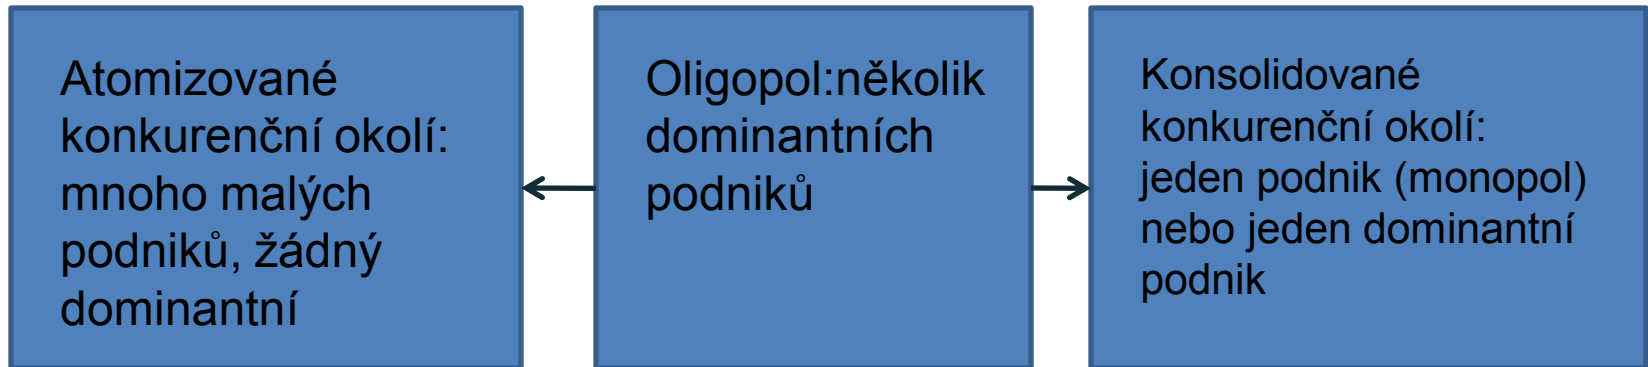 Atomizované
konkurenční okolí:
mnoho malých
podniků, žádný
dominantní
Oligopol:několik
dominantních
podniků
Konsolidované
konkurenční okolí:
jeden podnik (monopol)
nebo jeden dominantní
podnik